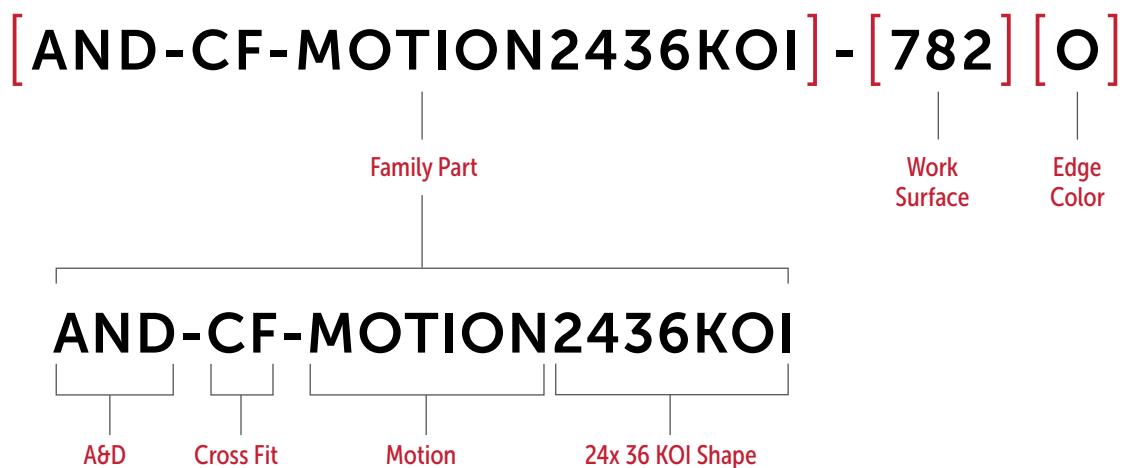 [AND-CF-MOTION2436KOI]-[782][O]
Family Part
Work
Surface
Edge
Color
AND-CF-MOTION2436KOI
A&D
Cross Fit
Motion
24x 36 KOI Shape